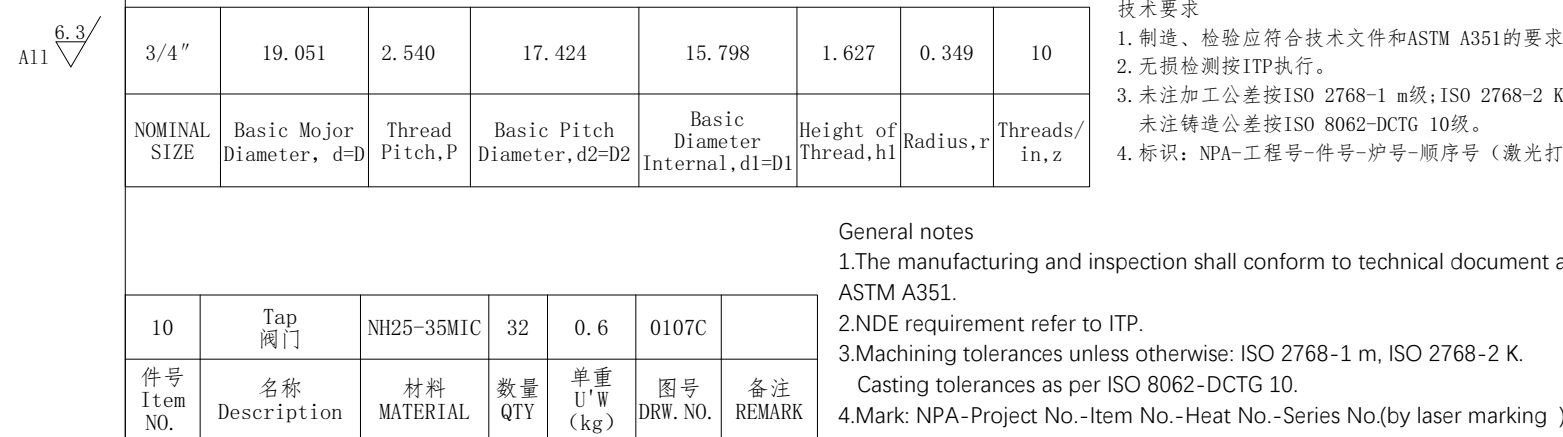 All 6.3
3/4″ 19.051 2.540 17.424 15.798 1.627 0.349 10
NOMINAL SIZE Basic Mojor Diameter, d=D Thread Pitch,P Basic Pitch Diameter,d2=D2 Basic Diameter Internal,d1=D1 Height of Thread,h1 Radius,r Threads/in,z
技术要求
1.制造、检验应符合技术文件和ASTM A351的要求
2.无损检测按ITP执行。
3.未注加工公差按ISO 2768-1 m级;ISO 2768-2 K
未注铸造公差按ISO 8062-DCTG 10级。
4.标识: NPA-工程号-件号-炉号-顺序号（激光打
General notes
1.The manufacturing and inspection shall conform to technical document a
ASTM A351.
2.NDE requirement refer to ITP.
3.Machining tolerances unless otherwise: ISO 2768-1 m, ISO 2768-2 K.
Casting tolerances as per ISO 8062-DCTG 10.
4.Mark: NPA-Project No.-Item No.-Heat No.-Series No.(by laser marking )
10 Tap 阀门 NH25-35MIC 32 0.6 0107C
件号 Item NO. 名称 Description 材料 MATERIAL 数量 QTY 单重 U'W (kg) 图号 DRW.NO. 备注 REMARK